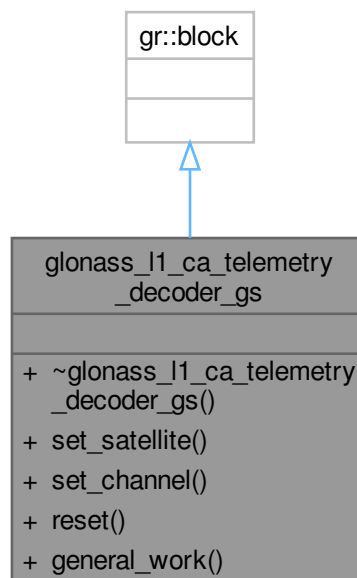 gr::block
glonass_l1_ca_telemetry
_decoder_gs
+ ~glonass_l1_ca_telemetry
_decoder_gs()
+ set_satellite()
+ set_channel()
+ reset()
+ general_work()